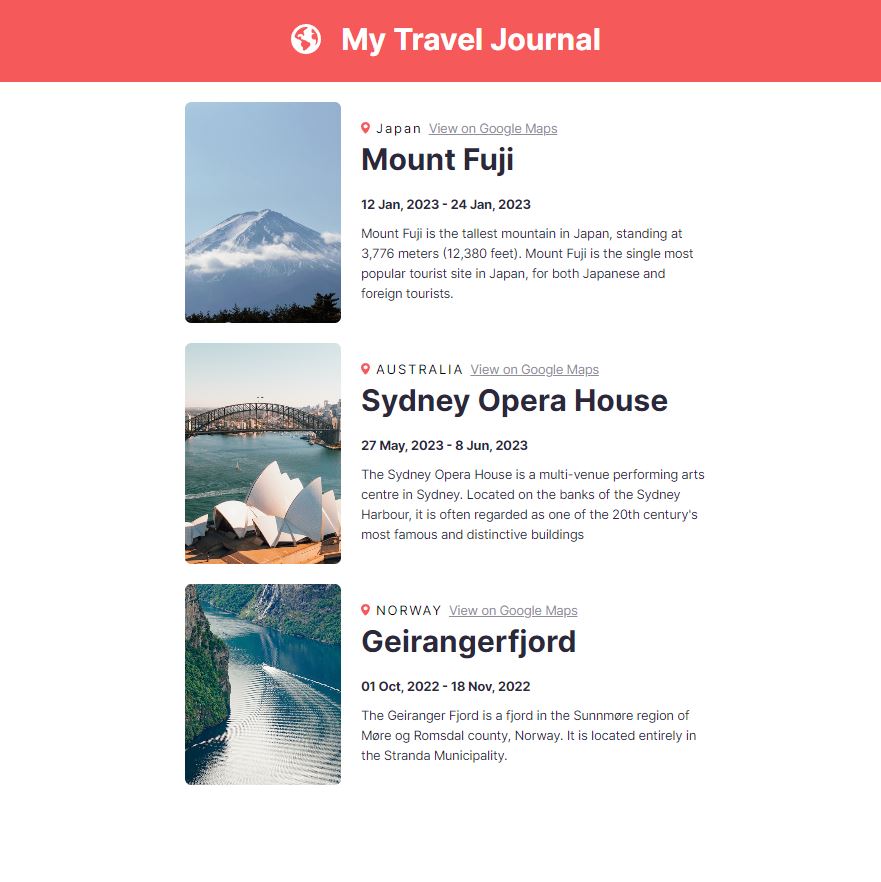 My Travel Journal
Japan View on Google Maps
Mount Fuji
12 Jan, 2023 - 24 Jan, 2023
Mount Fuji is the tallest mountain in Japan, standing at
3,776 meters (12,380 feet). Mount Fuji is the single most
popular tourist site in Japan, for both Japanese and
foreign tourists.
AUSTRALIA View on Google Maps
Sydney Opera House
27 May, 2023 - 8 Jun, 2023
The Sydney Opera House is a multi-venue performing arts
centre in Sydney. Located on the banks of the Sydney
Harbour, it is often regarded as one of the 20th century's
most famous and distinctive buildings
NORWAY View on Google Maps
Geirangerfjord
01 Oct, 2022 - 18 Nov, 2022
The Geiranger Fjord is a fjord in the Sunnmøre region of
Møre og Romsdal county, Norway. It is located entirely in
the Stranda Municipality.